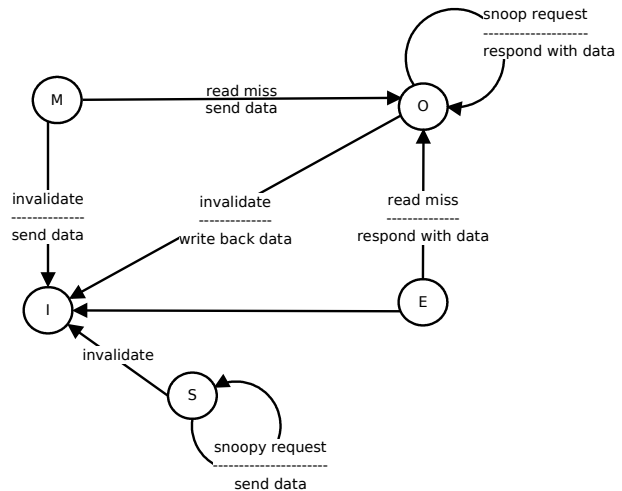 snoop request
--------------------
respond with data
M
read miss
send data
O
invalidate
--------------
send data
invalidate
--------------
write back data
read miss
--------------
respond with data
I
E
invalidate
S
snoopy request
----------------------
send data